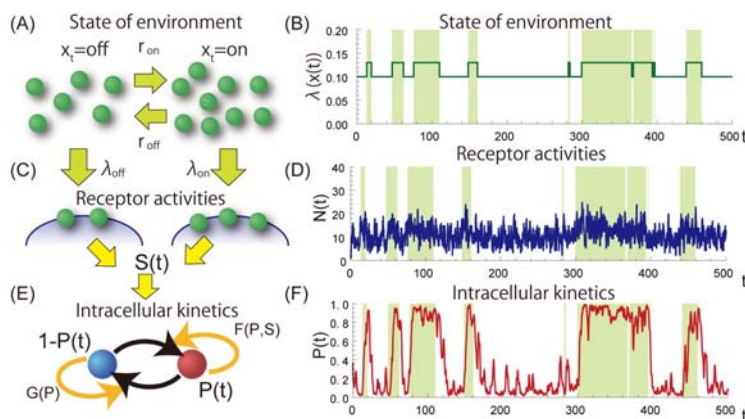 (A) State of environment
x_t=off r_on x_t=on
r_off
(B) State of environment
λ (x(t))
0.20
0.15
0.10
0.05
0.00
0 100 200 300 400 500 t
(C) λ_off λ_on
Receptor activities
S(t)
(D) Receptor activities
N(t)
40
30
20
10
0
0 100 200 300 400 500 t
(E) Intracellular kinetics
1-P(t) F(P,S)
G(P) P(t)
(F) Intracellular kinetics
P(t)
1.0
0.8
0.6
0.4
0.2
0
0 100 200 300 400 500 t